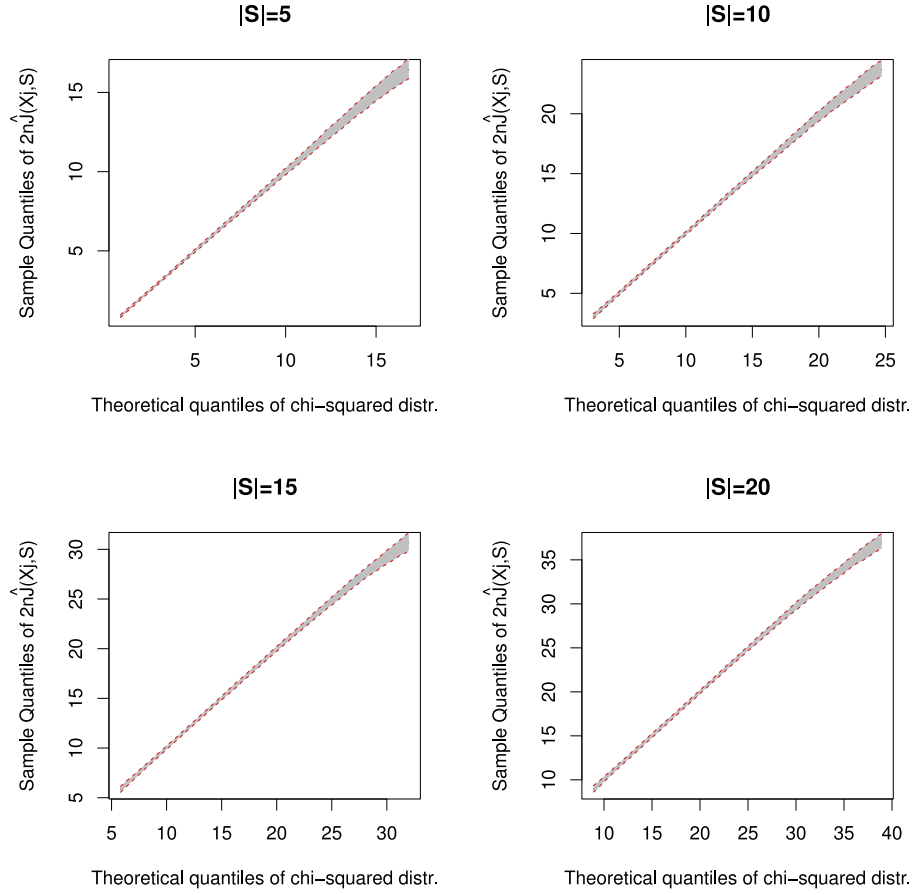 |S|=5
Sample Quantiles of 2nĴ(Xj,S)
15
10
5
5 10 15
Theoretical quantiles of chi−squared distr.
|S|=10
Sample Quantiles of 2nĴ(Xj,S)
20
15
10
5
5 10 15 20 25
Theoretical quantiles of chi−squared distr.
|S|=15
Sample Quantiles of 2nĴ(Xj,S)
30
25
20
15
10
5
5 10 15 20 25 30
Theoretical quantiles of chi−squared distr.
|S|=20
Sample Quantiles of 2nĴ(Xj,S)
35
30
25
20
15
10
10 15 20 25 30 35 40
Theoretical quantiles of chi−squared distr.